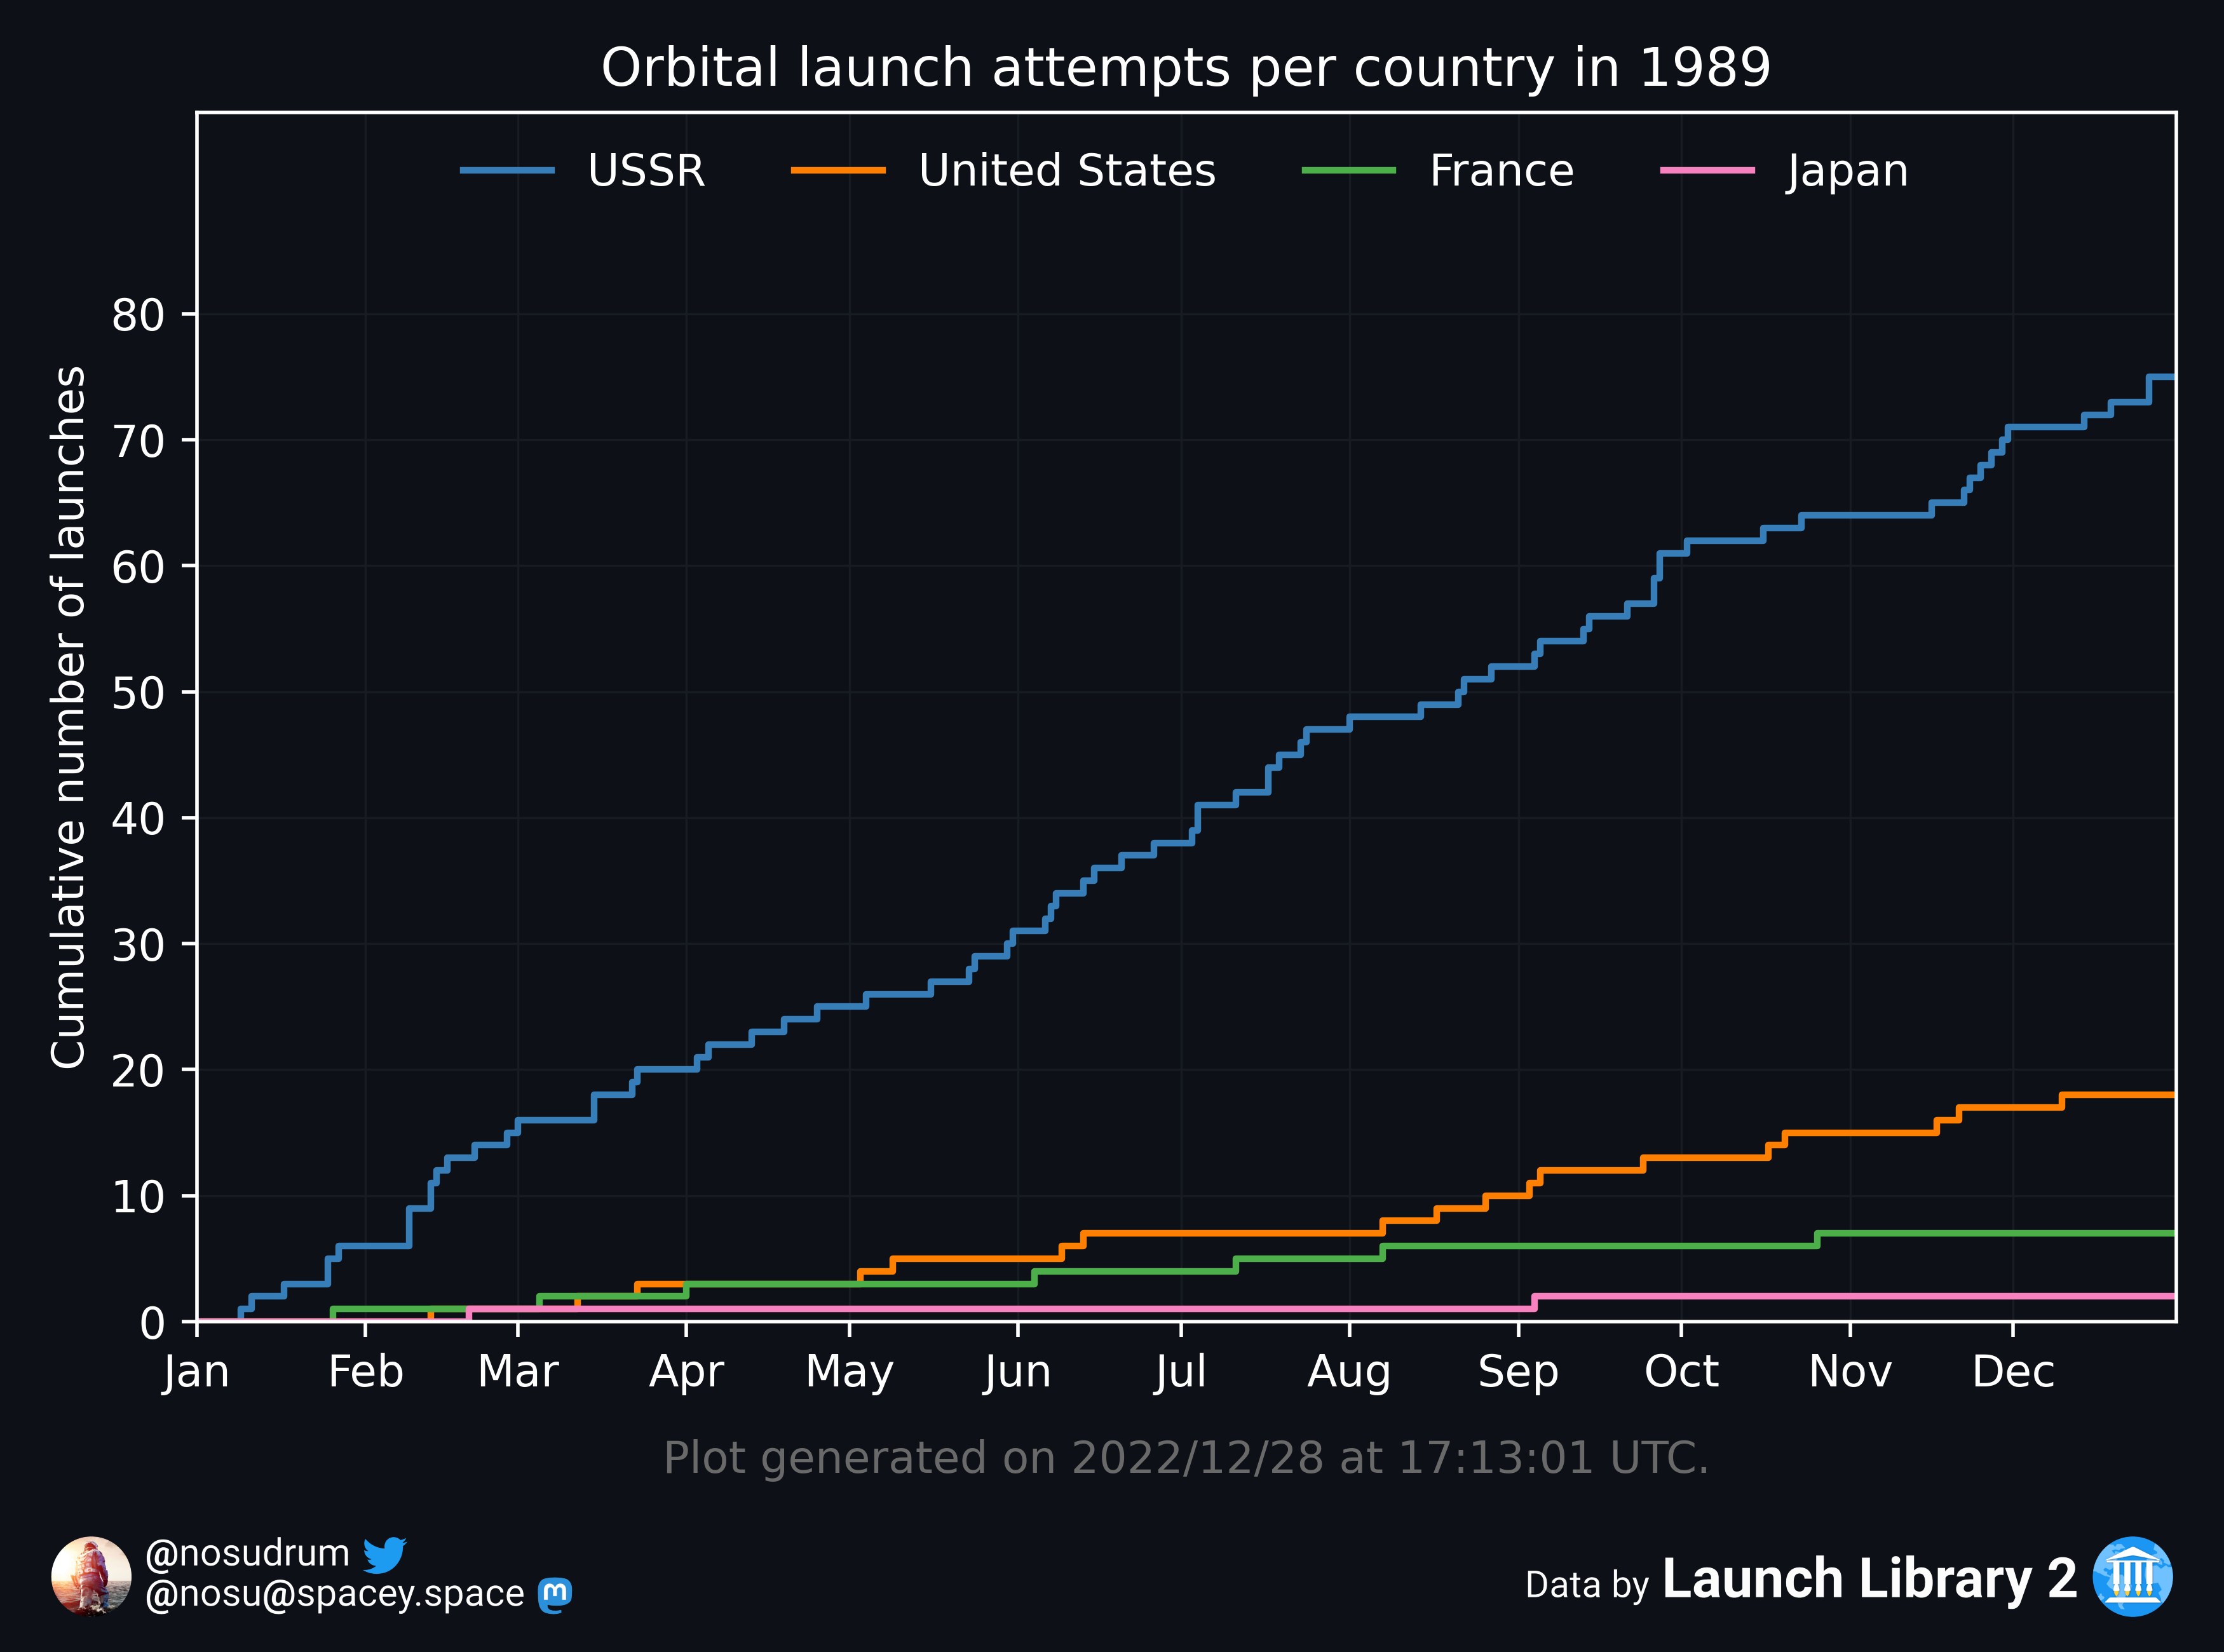 Orbital launch attempts per country in 1989
USSR United States France Japan
Cumulative number of launches
80
70
60
50
40
30
20
10
0
Jan Feb Mar Apr May Jun Jul Aug Sep Oct Nov Dec
Plot generated on 2022/12/28 at 17:13:01 UTC.
@nosudrum
@nosu@spacey.space
Data by Launch Library 2